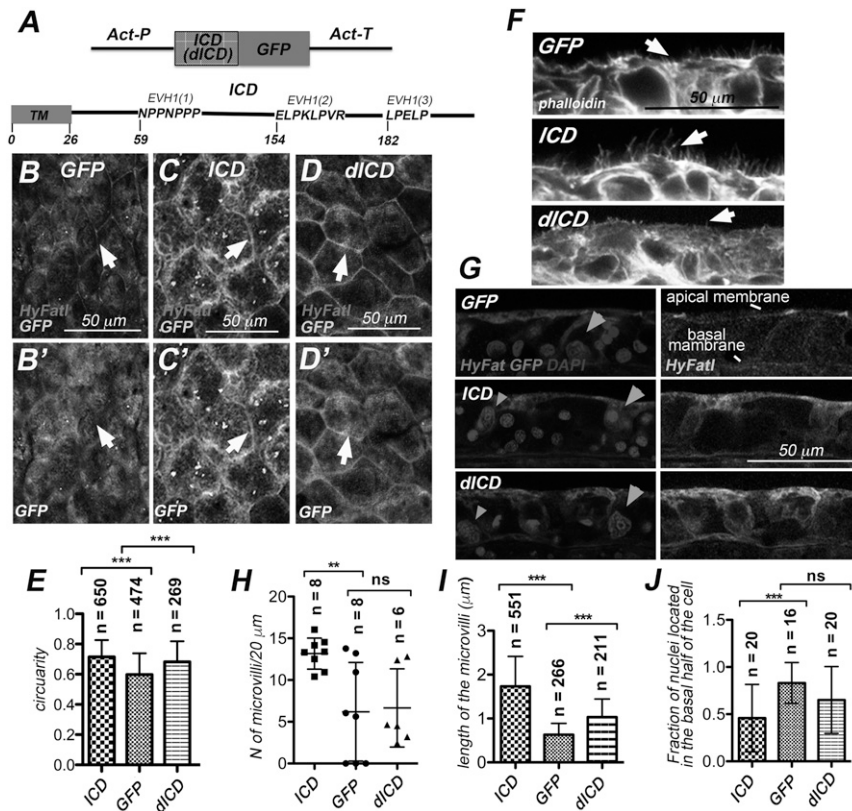 A
Act-P
ICD
(dICD)
GFP
Act-T
ICD
EVH1(1)
EVH1(2)
EVH1(3)
TM
NPPNPPP
ELPKLPVR
LPELP
0
26
59
154
182
B
GFP
C
ICD
D
dICD
HyFatI
GFP
50 μm
HyFatI
GFP
50 μm
HyFatI
GFP
50 μm
B'
C'
D'
GFP
GFP
GFP
E
***
***
n = 650
n = 474
n = 269
circuarity
1.0
0.8
0.6
0.4
0.2
0.0
ICD
GFP
dICD
F
GFP
phalloidin
50 μm
ICD
dICD
G
GFP
HyFat GFP DAPI
apical membrane
basal
mambrane
HyFatI
ICD
50 μm
dICD
H
**
ns
n = 8
n = 8
n = 6
N of microvilli/20 μm
20
15
10
5
0
ICD
GFP
dICD
I
***
***
n = 551
n = 266
n = 211
length of the microvilli (μm)
3
2
1
0
ICD
GFP
dICD
J
ns
***
n = 20
n = 16
n = 20
Fraction of nuclei located
in the basal half of the cell
1.5
1.0
0.5
0.0
ICD
GFP
dICD